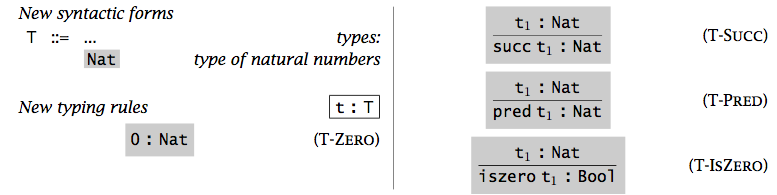 New syntactic forms
T ::= ... types:
Nat type of natural numbers
New typing rules t : T
0 : Nat (T-ZERO)
t₁ : Nat
succ t₁ : Nat (T-SUCC)
t₁ : Nat
pred t₁ : Nat (T-PRED)
t₁ : Nat
iszero t₁ : Bool (T-ISZERO)